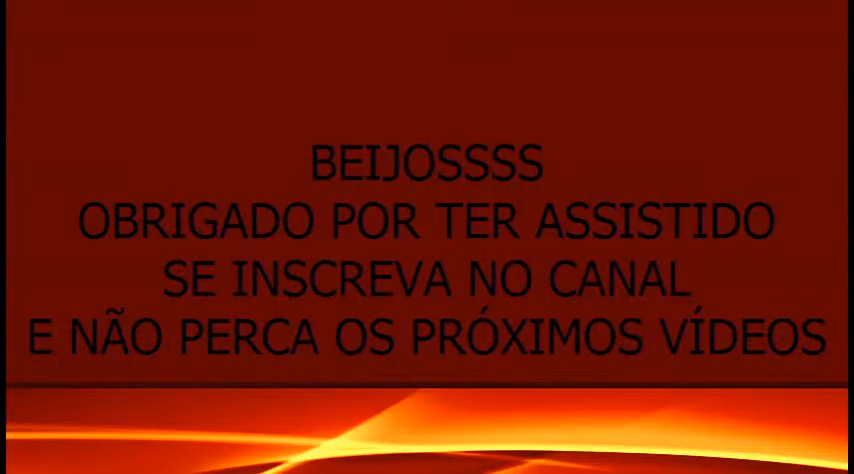 BEIJOSSSS
OBRIGADO POR TER ASSISTIDO
SE INSCREVA NO CANAL
E NÃO PERCA OS PRÓXIMOS VÍDEOS